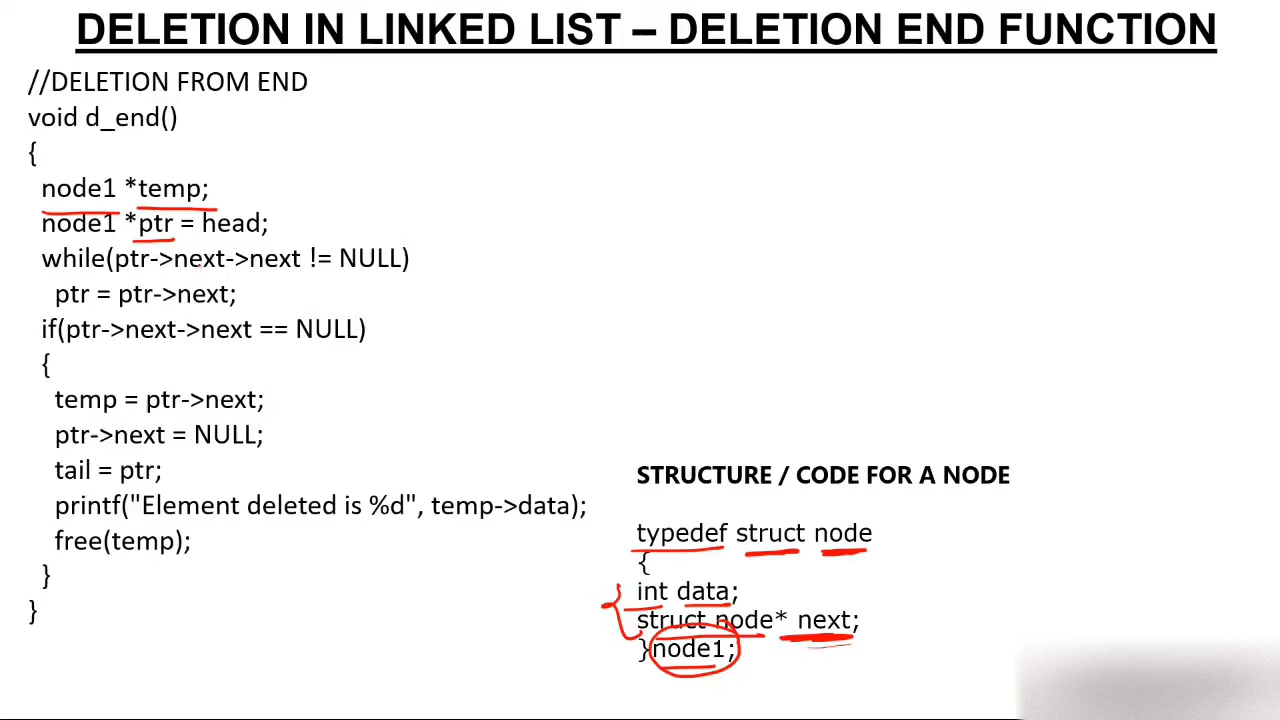 DELETION IN LINKED LIST – DELETION END FUNCTION
//DELETION FROM END
void d_end()
{
node1 *temp;
node1 *ptr = head;
while(ptr->next->next != NULL)
ptr = ptr->next;
if(ptr->next->next == NULL)
{
temp = ptr->next;
ptr->next = NULL;
tail = ptr;
printf("Element deleted is %d", temp->data);
free(temp);
}
}
STRUCTURE / CODE FOR A NODE
typedef struct node
{
int data;
struct node* next;
}node1;